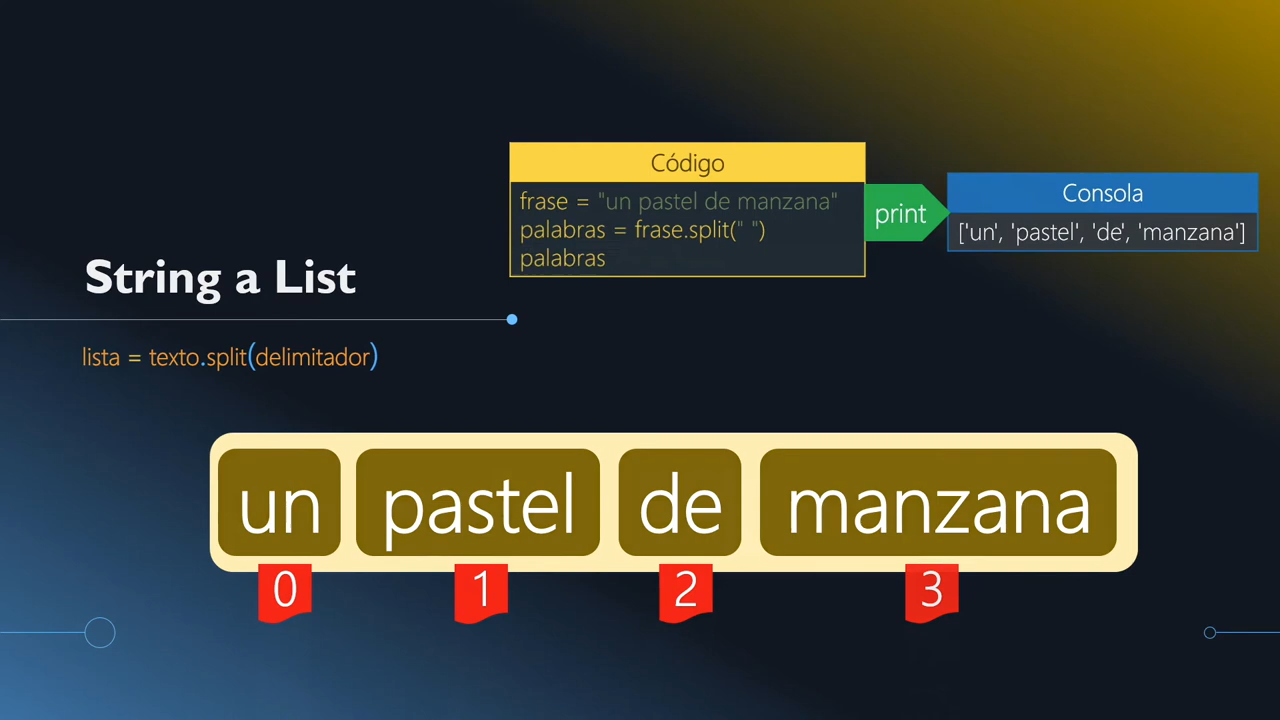 String a List
lista = texto.split(delimitador)
Código
frase = "un pastel de manzana"
palabras = frase.split(" ")
palabras
print
Consola
['un', 'pastel', 'de', 'manzana']
un pastel de manzana
0 1 2 3